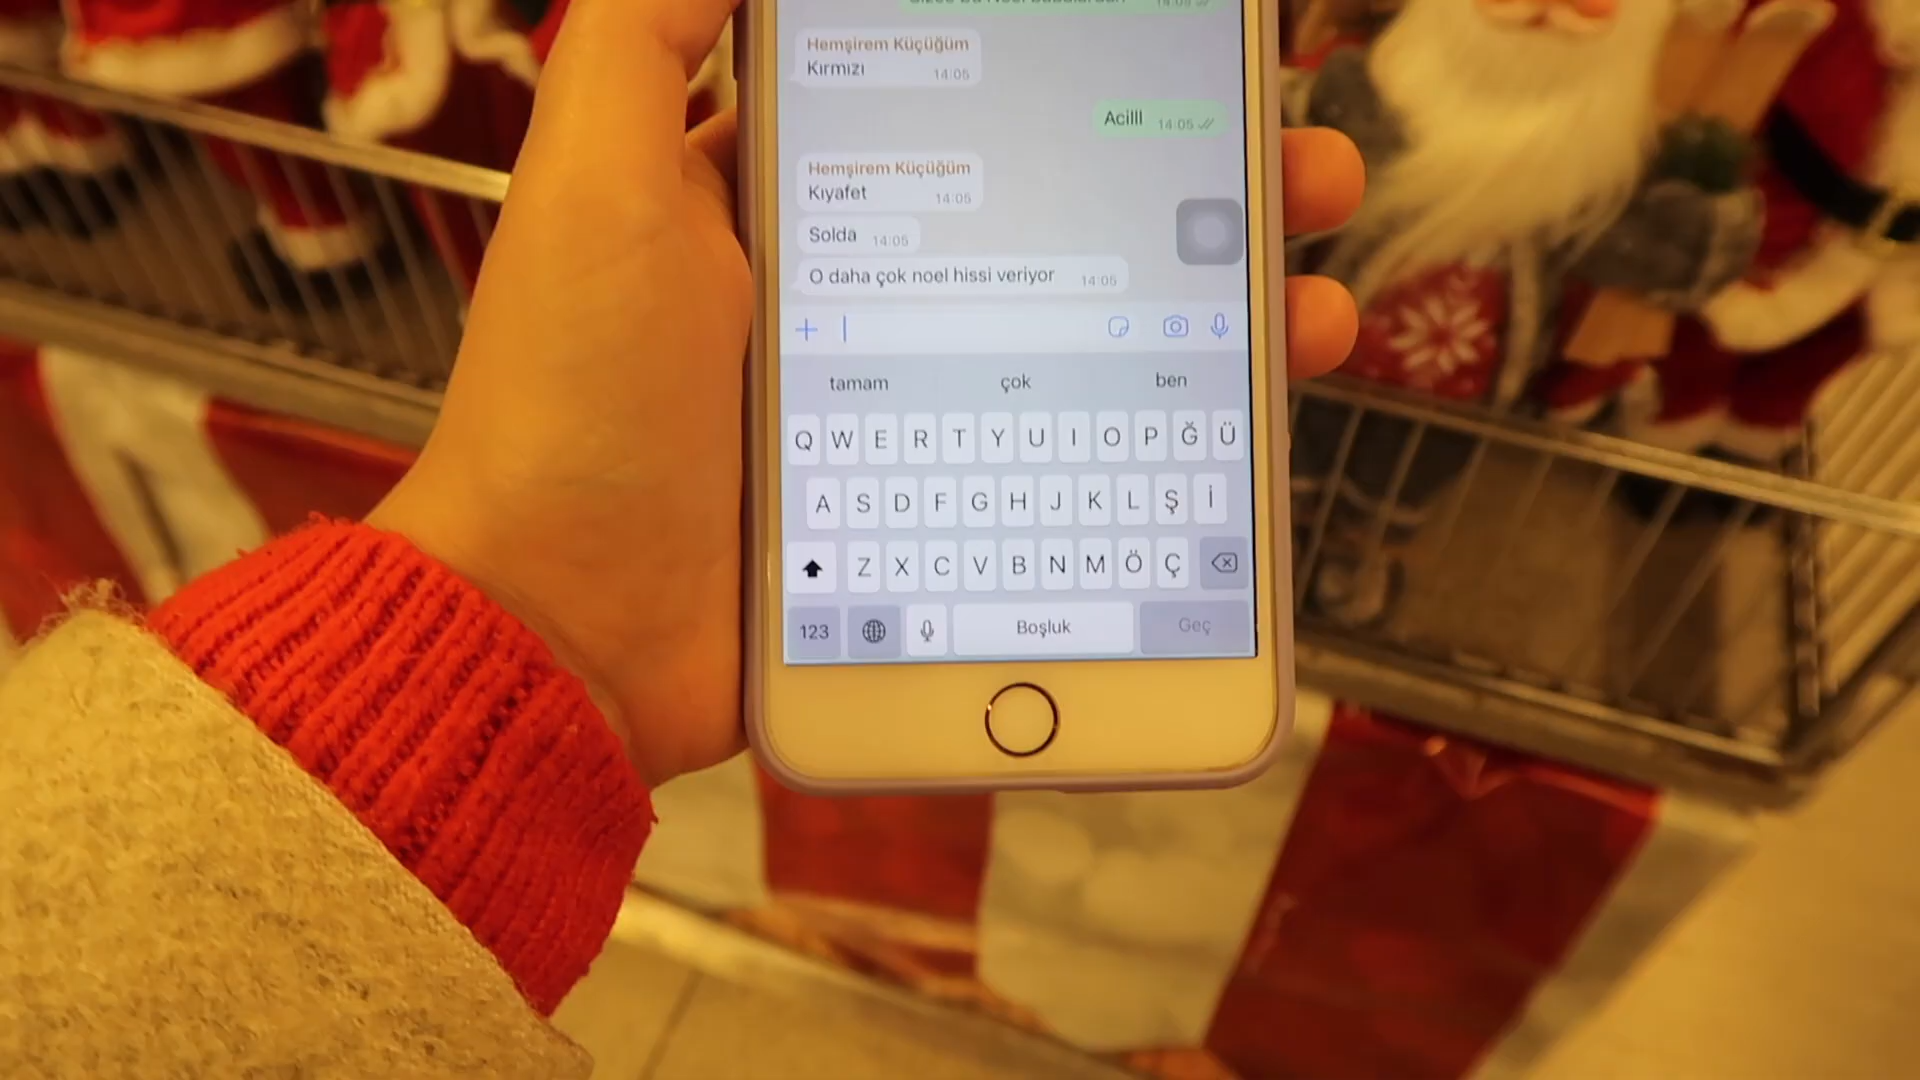 Hemşirem Küçüğüm
Kırmızı 14:05
Acilll 14:05
Hemşirem Küçüğüm
Kıyafet 14:05
Solda 14:05
O daha çok noel hissi veriyor 14:05
tamam çok ben
Q W E R T Y U I O P Ğ Ü
A S D F G H J K L Ş İ
Z X C V B N M Ö Ç
123 Boşluk Geç